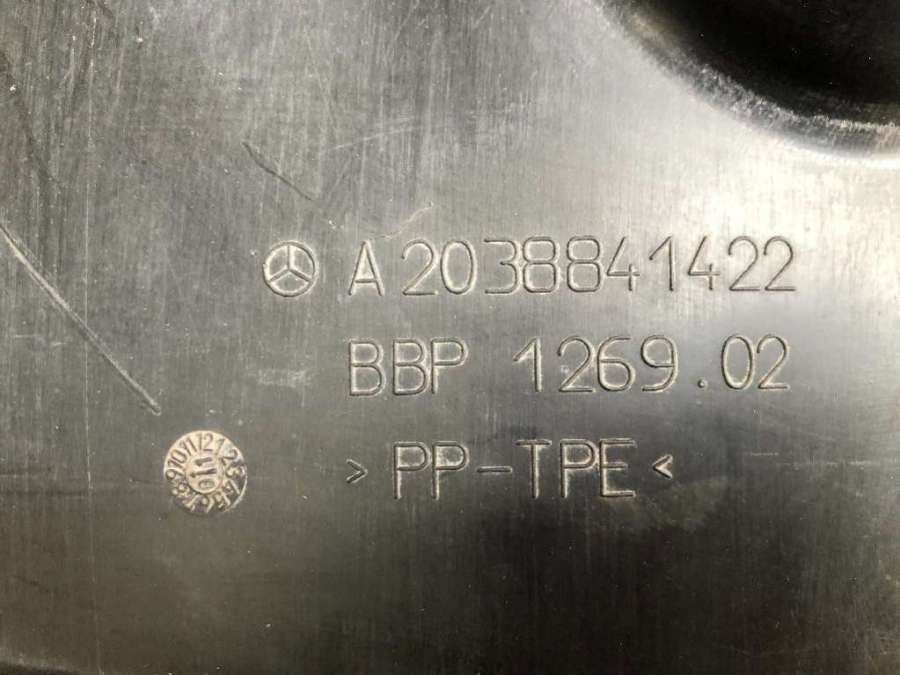 A 2038841422
BBP 1269.02
> PP-TPE <